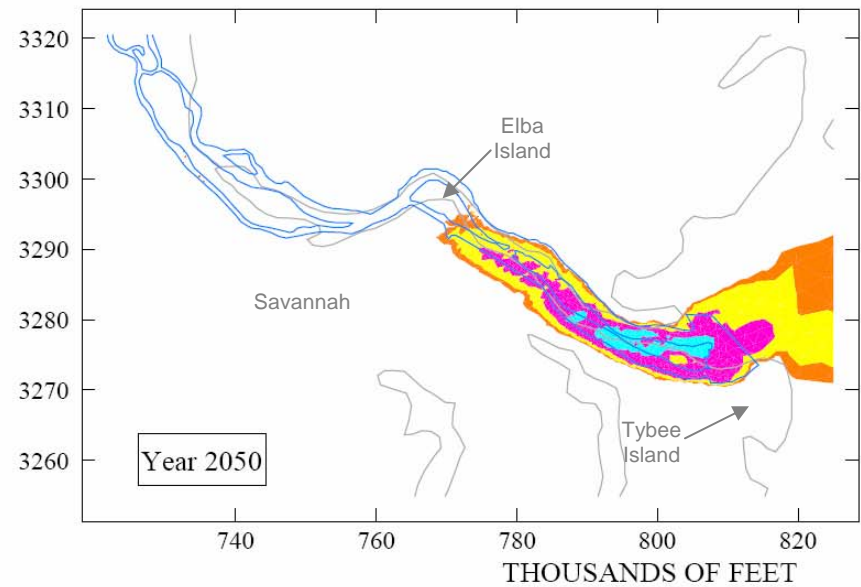 3320
3310
3300
3290
3280
3270
3260
Elba
Island
Savannah
Tybee
Island
Year 2050
740
760
780
800
820
THOUSANDS OF FEET